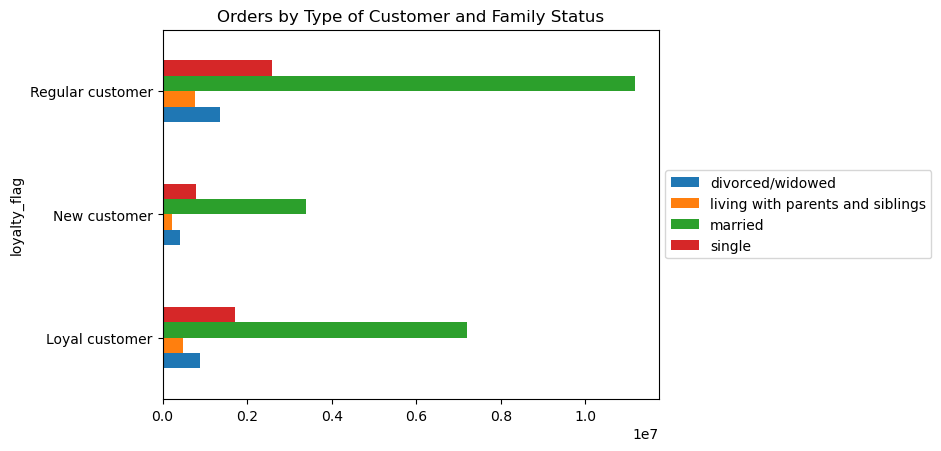 Orders by Type of Customer and Family Status
loyalty_flag
Regular customer
New customer
Loyal customer
0.0 0.2 0.4 0.6 0.8 1.0
1e7
divorced/widowed
living with parents and siblings
married
single